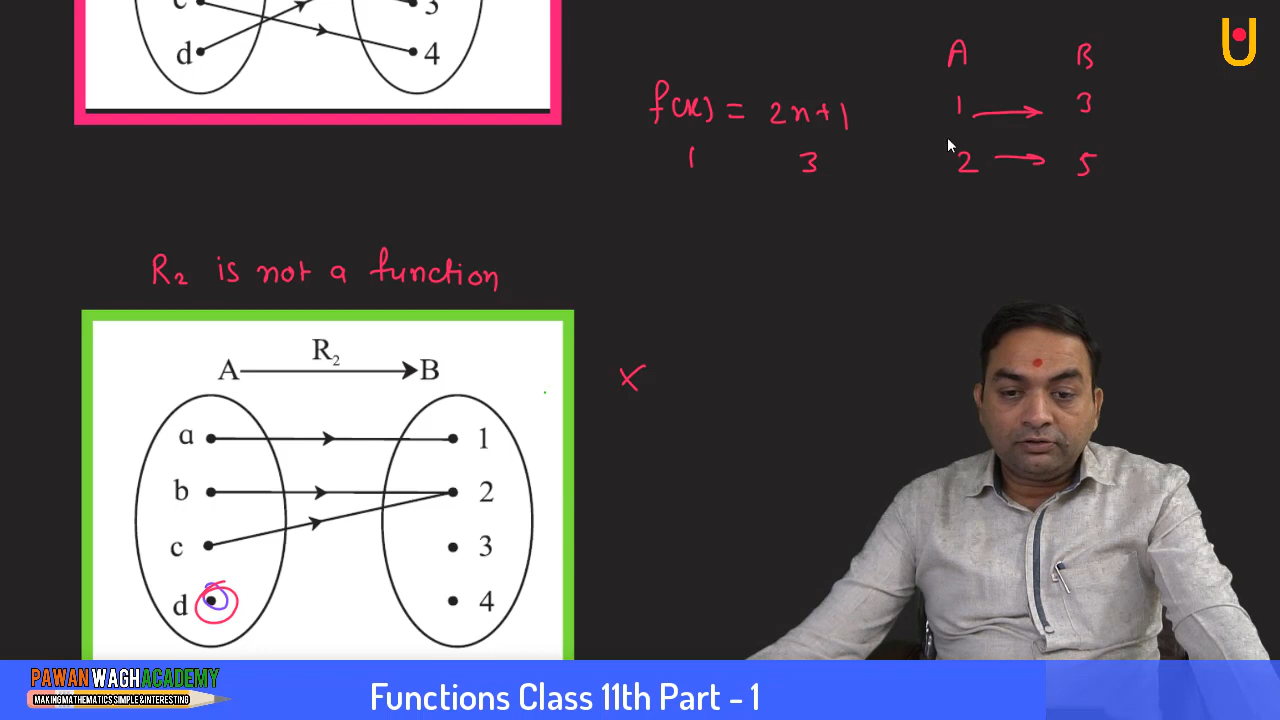 c 3
d 4
A B
f(x) = 2n+1 1 → 3
1 3 2 → 5
R₂ is not a function
R₂
A B
×
a 1
b 2
c 3
d 4
PAWAN WAGH ACADEMY
MAKING MATHEMATICS SIMPLE & INTERESTING
Functions Class 11th Part - 1